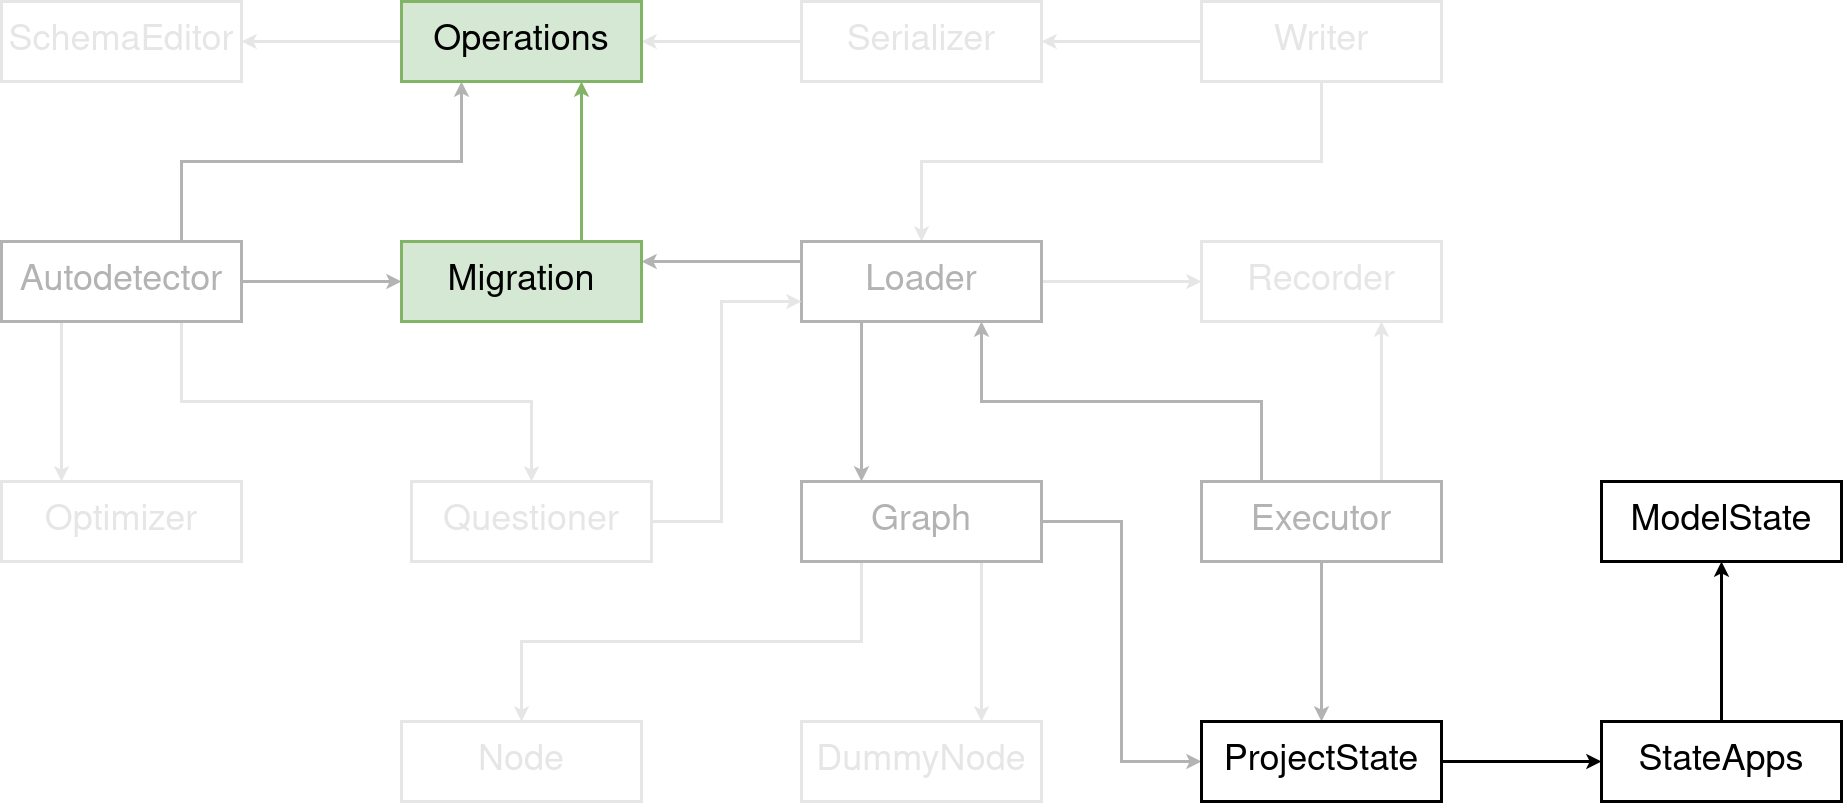 SchemaEditor
Operations
Serializer
Writer
Autodetector
Migration
Loader
Recorder
Optimizer
Questioner
Graph
Executor
ModelState
Node
DummyNode
ProjectState
StateApps